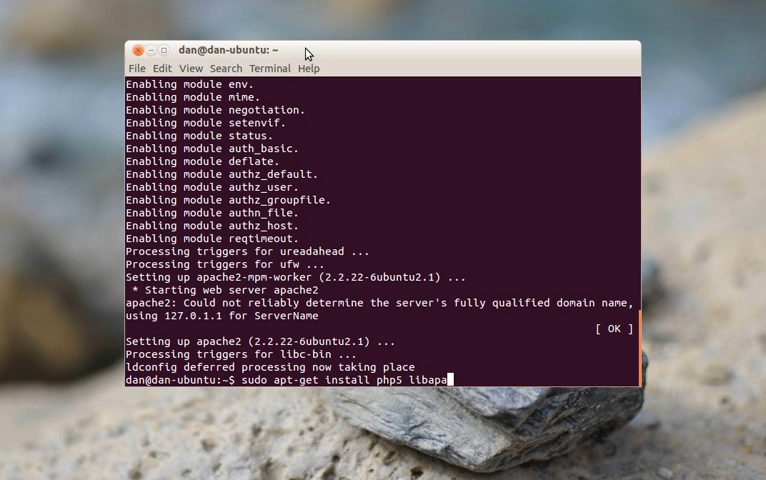 dan@dan-ubuntu: ~
File Edit View Search Terminal Help
Enabling module env.
Enabling module mime.
Enabling module negotiation.
Enabling module setenvif.
Enabling module status.
Enabling module auth_basic.
Enabling module deflate.
Enabling module authz_default.
Enabling module authz_user.
Enabling module authz_groupfile.
Enabling module authn_file.
Enabling module authz_host.
Enabling module reqtimeout.
Processing triggers for ureadahead ...
Processing triggers for ufw ...
Setting up apache2-mpm-worker (2.2.22-6ubuntu2.1) ...
 * Starting web server apache2
apache2: Could not reliably determine the server's fully qualified domain name,
using 127.0.1.1 for ServerName
[ OK ]
Setting up apache2 (2.2.22-6ubuntu2.1) ...
Processing triggers for libc-bin ...
ldconfig deferred processing now taking place
dan@dan-ubuntu:~$ sudo apt-get install php5 libapa